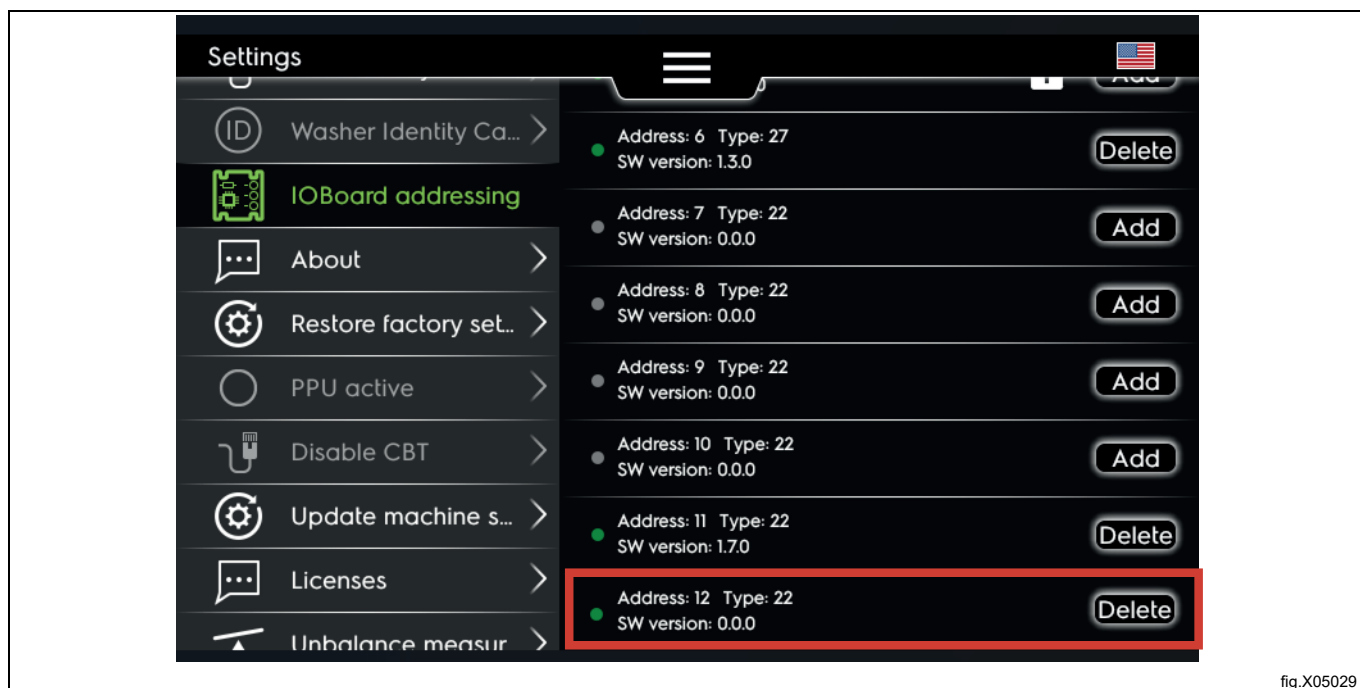 Settings
Add
ID
Washer Identity Ca...
Address: 6 Type: 27
SW version: 1.3.0
Delete
IOBoard addressing
Address: 7 Type: 22
SW version: 0.0.0
Add
About
Address: 8 Type: 22
SW version: 0.0.0
Add
Restore factory set...
Address: 9 Type: 22
SW version: 0.0.0
Add
PPU active
Address: 10 Type: 22
SW version: 0.0.0
Add
Disable CBT
Update machine s...
Address: 11 Type: 22
SW version: 1.7.0
Delete
Licenses
Address: 12 Type: 22
SW version: 0.0.0
Delete
Unbalance measur
fig.X05029